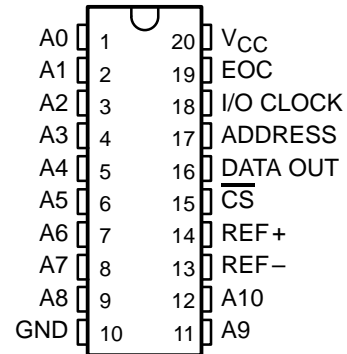 A0 1 20 VCC
A1 2 19 EOC
A2 3 18 I/O CLOCK
A3 4 17 ADDRESS
A4 5 16 DATA OUT
A5 6 15 C̅S̅
A6 7 14 REF+
A7 8 13 REF–
A8 9 12 A10
GND 10 11 A9